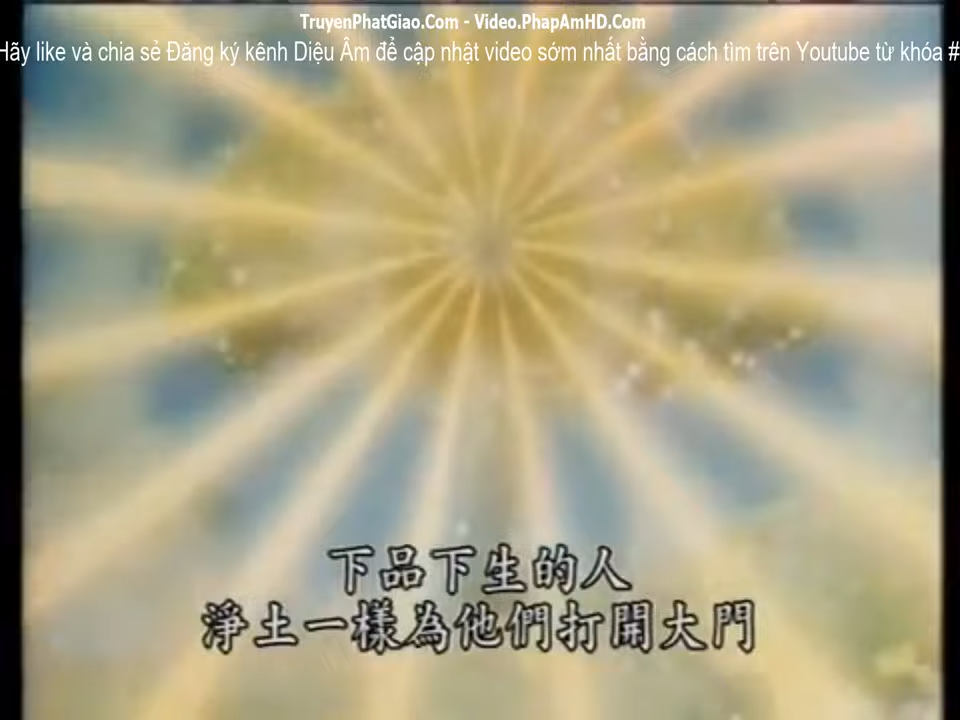 TruyenPhatGiao.Com - Video.PhapAmHD.Com
Hãy like và chia sẻ Đăng ký kênh Diệu Âm để cập nhật video sớm nhất bằng cách tìm trên Youtube từ khóa #
下品下生的人
淨土一樣為他們打開大門